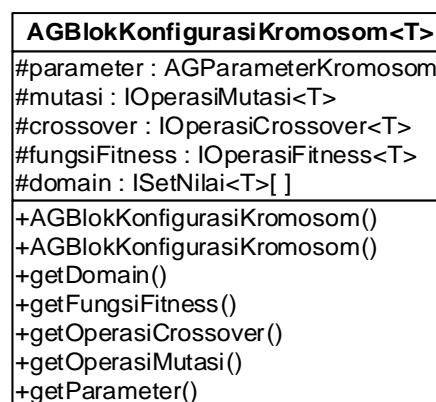 AGBlokKonfigurasiKromosom<T>
#parameter : AGParameterKromosom
#mutasi : IOperasiMutasi<T>
#crossover : IOperasiCrossover<T>
#fungsiFitness : IOperasiFitness<T>
#domain : ISetNilai<T>[ ]
+AGBlokKonfigurasiKromosom()
+AGBlokKonfigurasiKromosom()
+getDomain()
+getFungsiFitness()
+getOperasiCrossover()
+getOperasiMutasi()
+getParameter()